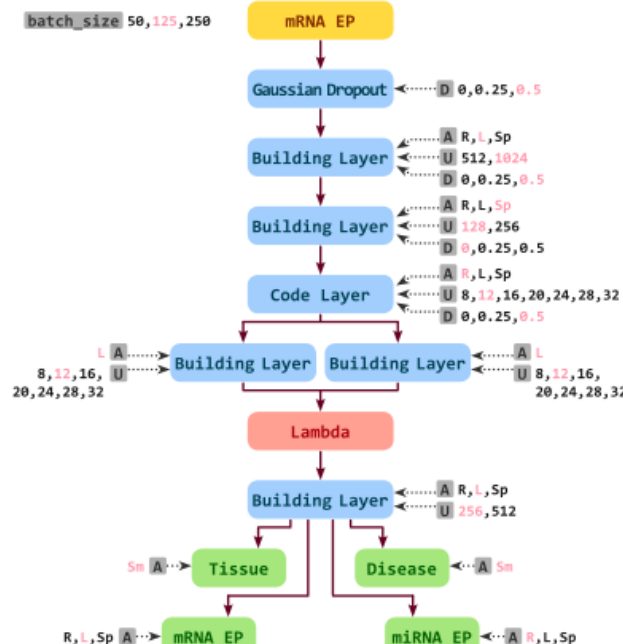 batch_size 50,125,250
mRNA EP
Gaussian Dropout
D 0,0.25,0.5
A R,L,Sp
Building Layer
U 512,1024
D 0,0.25,0.5
A R,L,Sp
Building Layer
U 128,256
D 0,0.25,0.5
A R,L,Sp
Code Layer
U 8,12,16,20,24,28,32
D 0,0.25,0.5
L A
8,12,16, U
20,24,28,32
Building Layer
Building Layer
A L
U 8,12,16,
20,24,28,32
Lambda
Building Layer
A R,L,Sp
U 256,512
Sm A
Tissue
Disease
A Sm
R,L,Sp A
mRNA EP
miRNA EP
A R,L,Sp